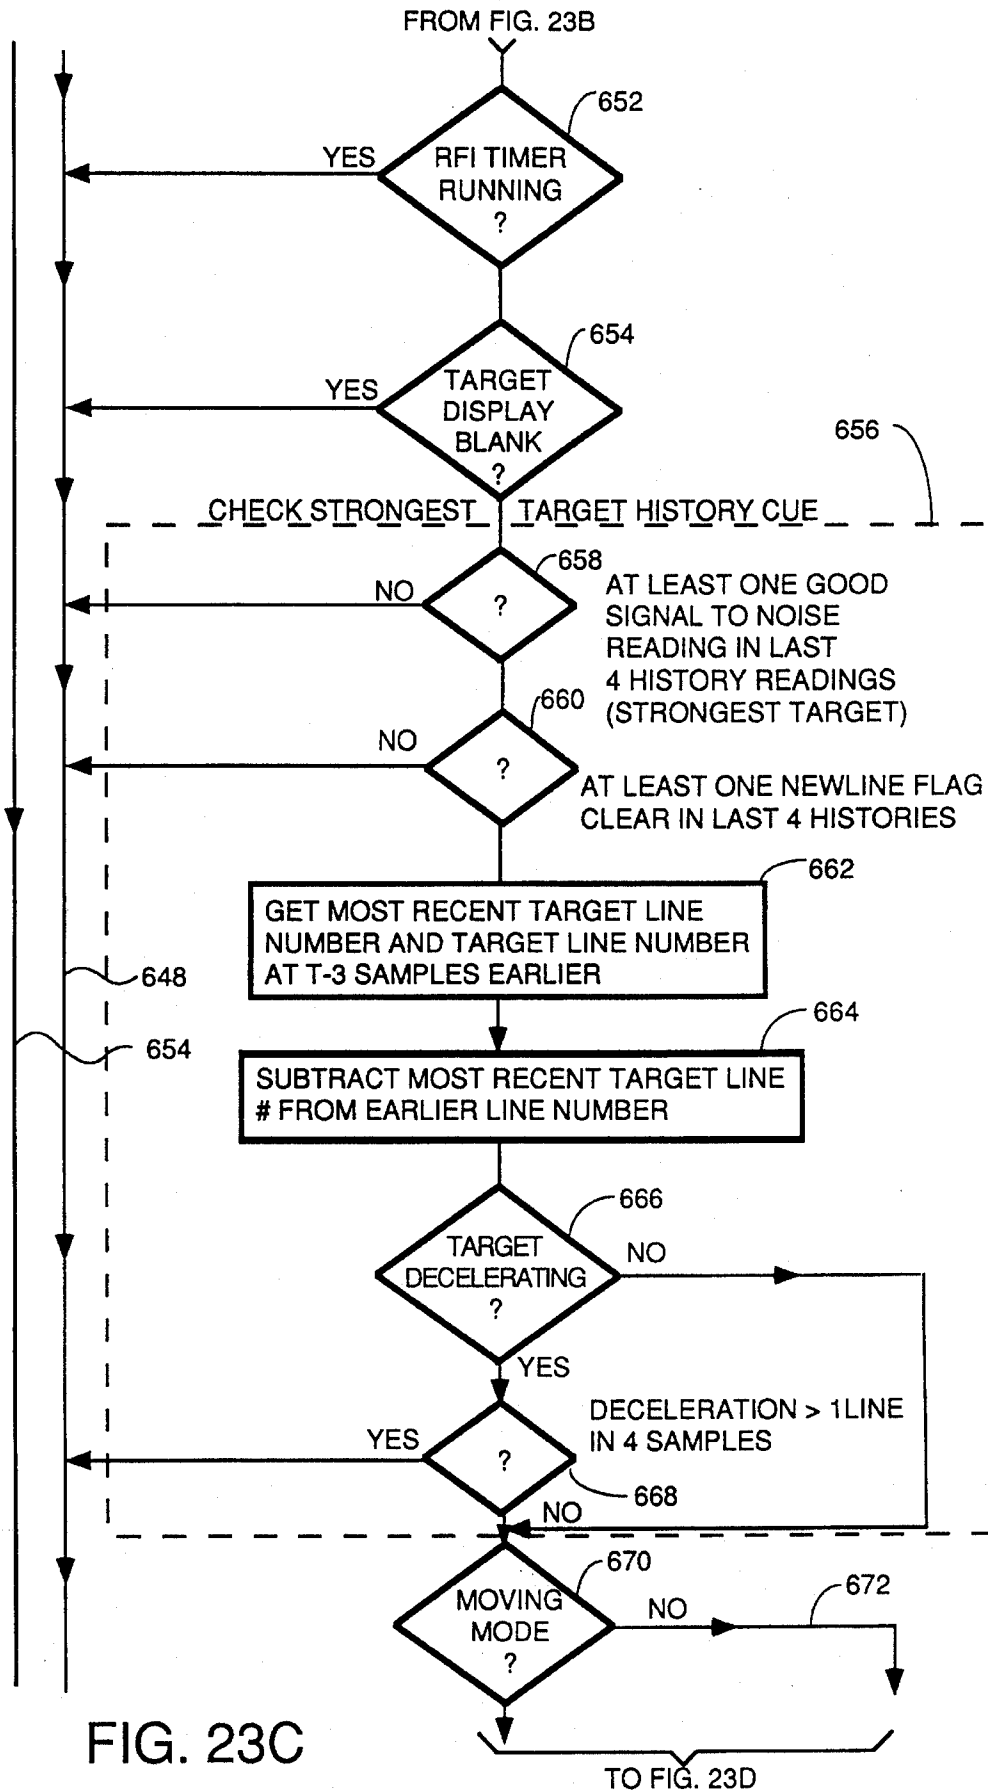 FROM FIG. 23B
652
YES
RFI TIMER
RUNNING
?
654
YES
TARGET
DISPLAY
BLANK
?
656
CHECK STRONGEST TARGET HISTORY CUE
658
NO
?
AT LEAST ONE GOOD
SIGNAL TO NOISE
READING IN LAST
4 HISTORY READINGS
(STRONGEST TARGET)
660
NO
?
AT LEAST ONE NEWLINE FLAG
CLEAR IN LAST 4 HISTORIES
662
GET MOST RECENT TARGET LINE
NUMBER AND TARGET LINE NUMBER
AT T-3 SAMPLES EARLIER
648
664
654
SUBTRACT MOST RECENT TARGET LINE
# FROM EARLIER LINE NUMBER
666
TARGET
DECELERATING
?
NO
YES
DECELERATION > 1LINE
IN 4 SAMPLES
YES
?
668
NO
670
MOVING
MODE
?
NO
672
FIG. 23C
TO FIG. 23D